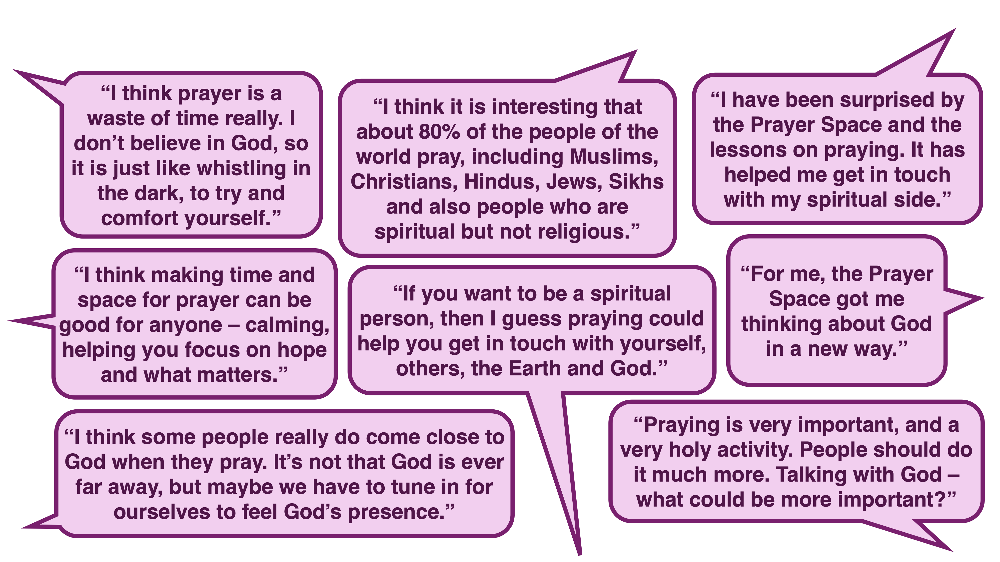 “I think prayer is a
waste of time really. I
don’t believe in God, so
it is just like whistling in
the dark, to try and
comfort yourself.”
“I think it is interesting that
about 80% of the people of the
world pray, including Muslims,
Christians, Hindus, Jews, Sikhs
and also people who are
spiritual but not religious.”
“I have been surprised by
the Prayer Space and the
lessons on praying. It has
helped me get in touch
with my spiritual side.”
“I think making time and
space for prayer can be
good for anyone – calming,
helping you focus on hope
and what matters.”
“If you want to be a spiritual
person, then I guess praying could
help you get in touch with yourself,
others, the Earth and God.”
“For me, the Prayer
Space got me
thinking about God
in a new way.”
“I think some people really do come close to
God when they pray. It’s not that God is ever
far away, but maybe we have to tune in for
ourselves to feel God’s presence.”
“Praying is very important, and a
very holy activity. People should do
it much more. Talking with God –
what could be more important?”